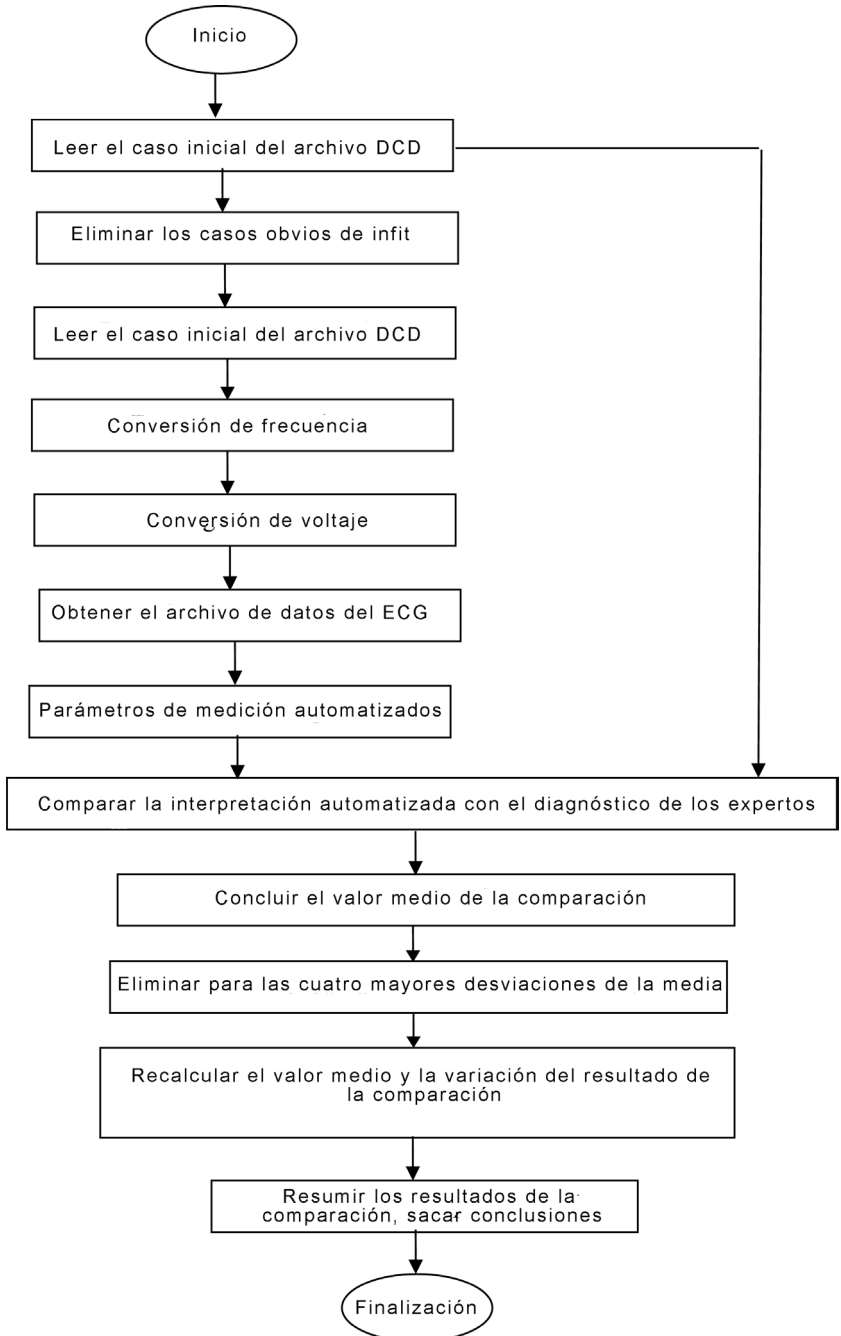 Inicio
Leer el caso inicial del archivo DCD
Eliminar los casos obvios de infit
Leer el caso inicial del archivo DCD
Conversión de frecuencia
Conversión de voltaje
Obtener el archivo de datos del ECG
Parámetros de medición automatizados
Comparar la interpretación automatizada con el diagnóstico de los expertos
Concluir el valor medio de la comparación
Eliminar para las cuatro mayores desviaciones de la media
Recalcular el valor medio y la variación del resultado de
la comparación
Resumir los resultados de la
comparación, sacar conclusiones
Finalización